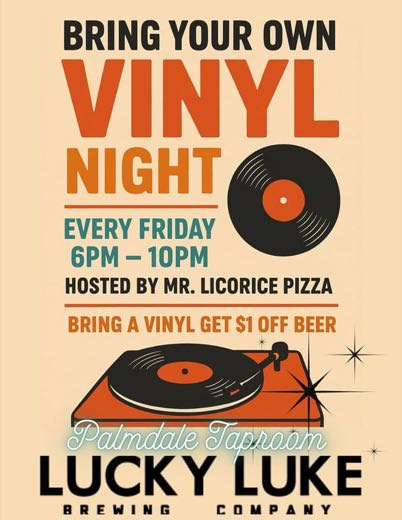 BRING YOUR OWN
VINYL
NIGHT
EVERY FRIDAY
6PM – 10PM
HOSTED BY MR. LICORICE PIZZA
BRING A VINYL GET $1 OFF BEER
Palmdale Taproom
LUCKY LUKE
BREWING COMPANY